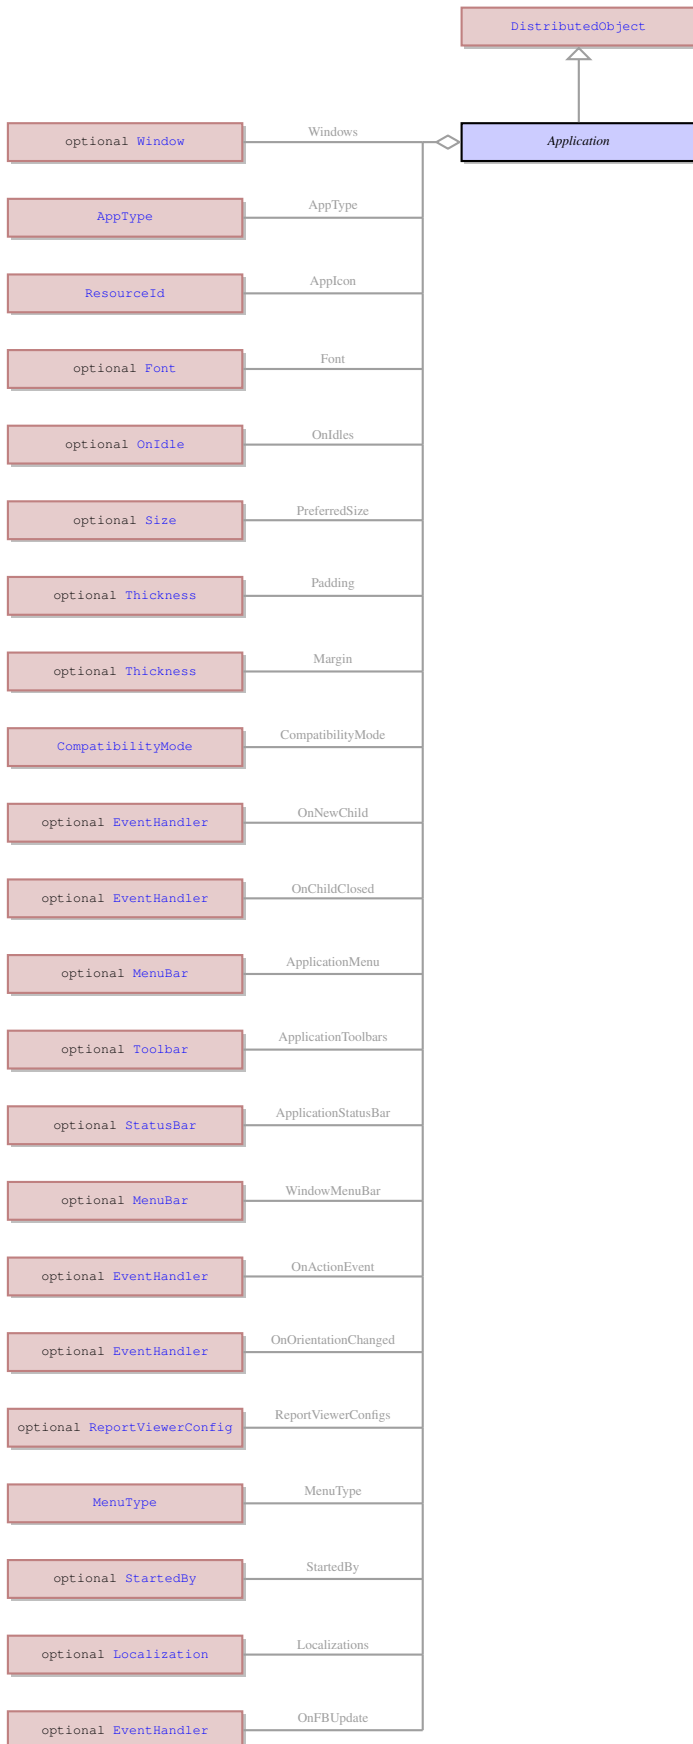 DistributedObject
optional Window
Windows
Application
AppType
AppType
ResourceId
AppIcon
optional Font
Font
optional OnIdle
OnIdles
optional Size
PreferredSize
optional Thickness
Padding
optional Thickness
Margin
CompatibilityMode
CompatibilityMode
optional EventHandler
OnNewChild
optional EventHandler
OnChildClosed
optional MenuBar
ApplicationMenu
optional Toolbar
ApplicationToolbars
optional StatusBar
ApplicationStatusBar
optional MenuBar
WindowMenuBar
optional EventHandler
OnActionEvent
optional EventHandler
OnOrientationChanged
optional ReportViewerConfig
ReportViewerConfigs
MenuType
MenuType
optional StartedBy
StartedBy
optional Localization
Localizations
optional EventHandler
OnFBUpdate